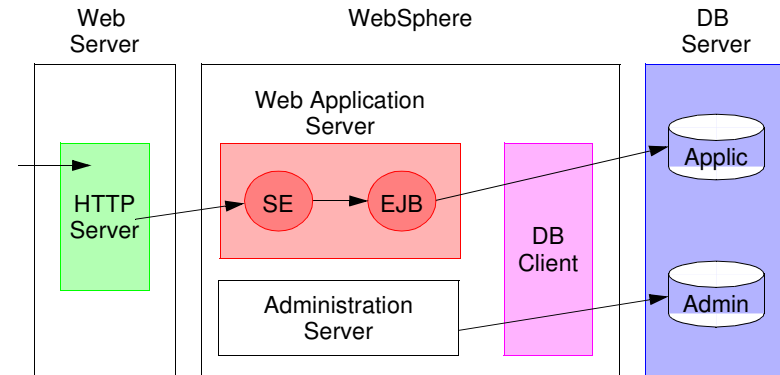 Web
Server
WebSphere
DB
Server
Web Application
Server
HTTP
Server
SE
EJB
DB
Client
Applic
Administration
Server
Admin